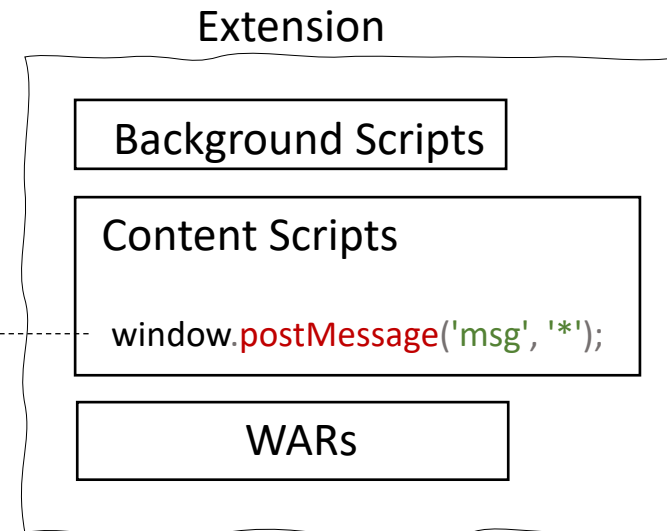 Extension
Background Scripts
Content Scripts
window.postMessage('msg', '*');
WARs